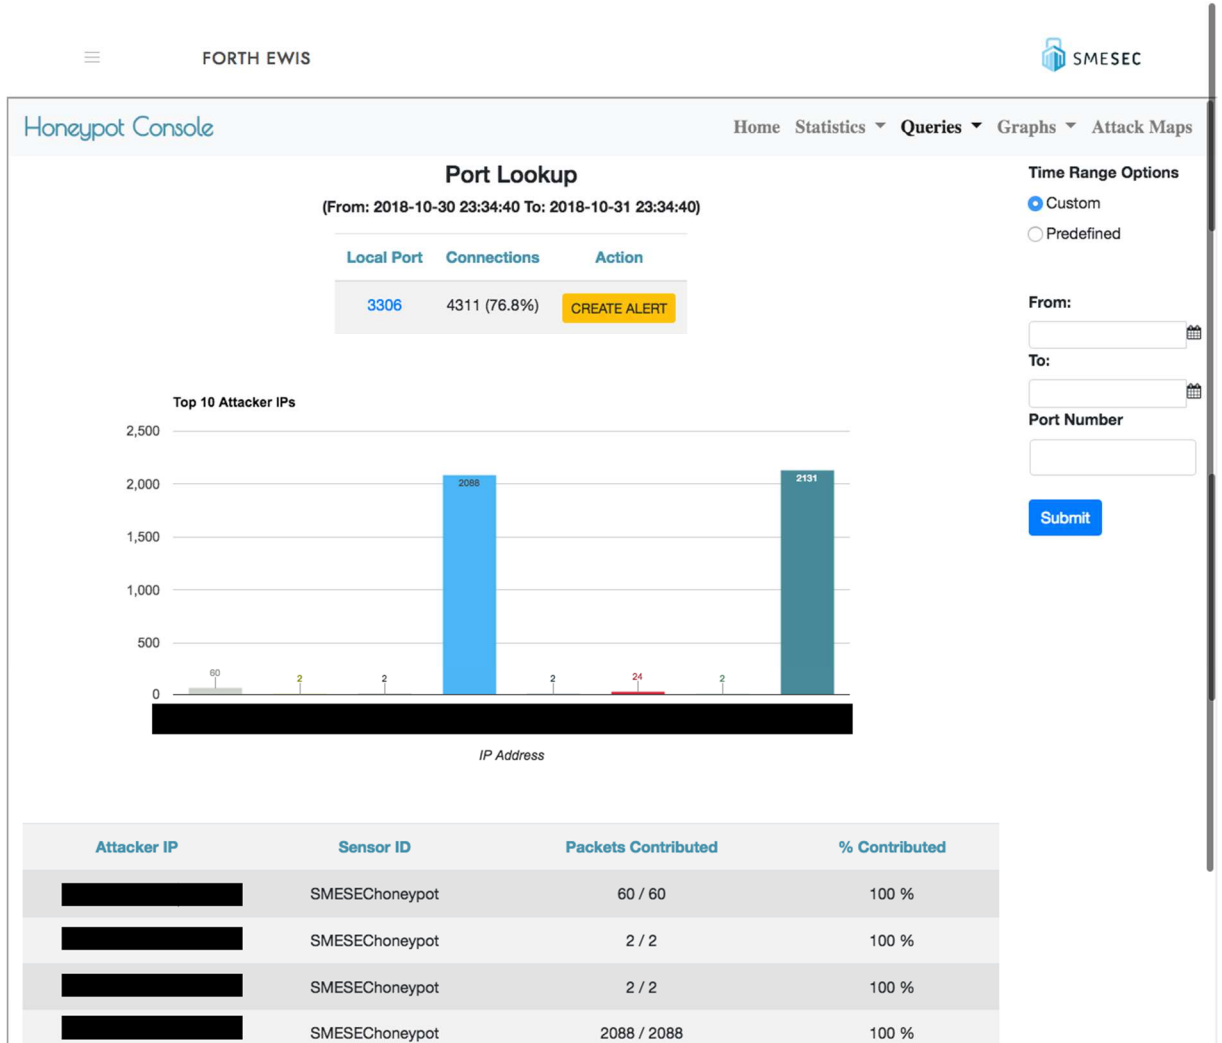 FORTH EWIS
SMESEC
Honeypot Console
Home Statistics Queries Graphs Attack Maps
Port Lookup
(From: 2018-10-30 23:34:40 To: 2018-10-31 23:34:40)
Local Port Connections Action
3306 4311 (76.8%) CREATE ALERT
Time Range Options
Custom
Predefined
From:
To:
Port Number
Submit
Top 10 Attacker IPs
2,500
2,000
1,500
1,000
500
0
60 2 2 2088 2 24 2 2131
IP Address
Attacker IP Sensor ID Packets Contributed % Contributed
SMESEChoneypot 60 / 60 100 %
SMESEChoneypot 2 / 2 100 %
SMESEChoneypot 2 / 2 100 %
SMESEChoneypot 2088 / 2088 100 %